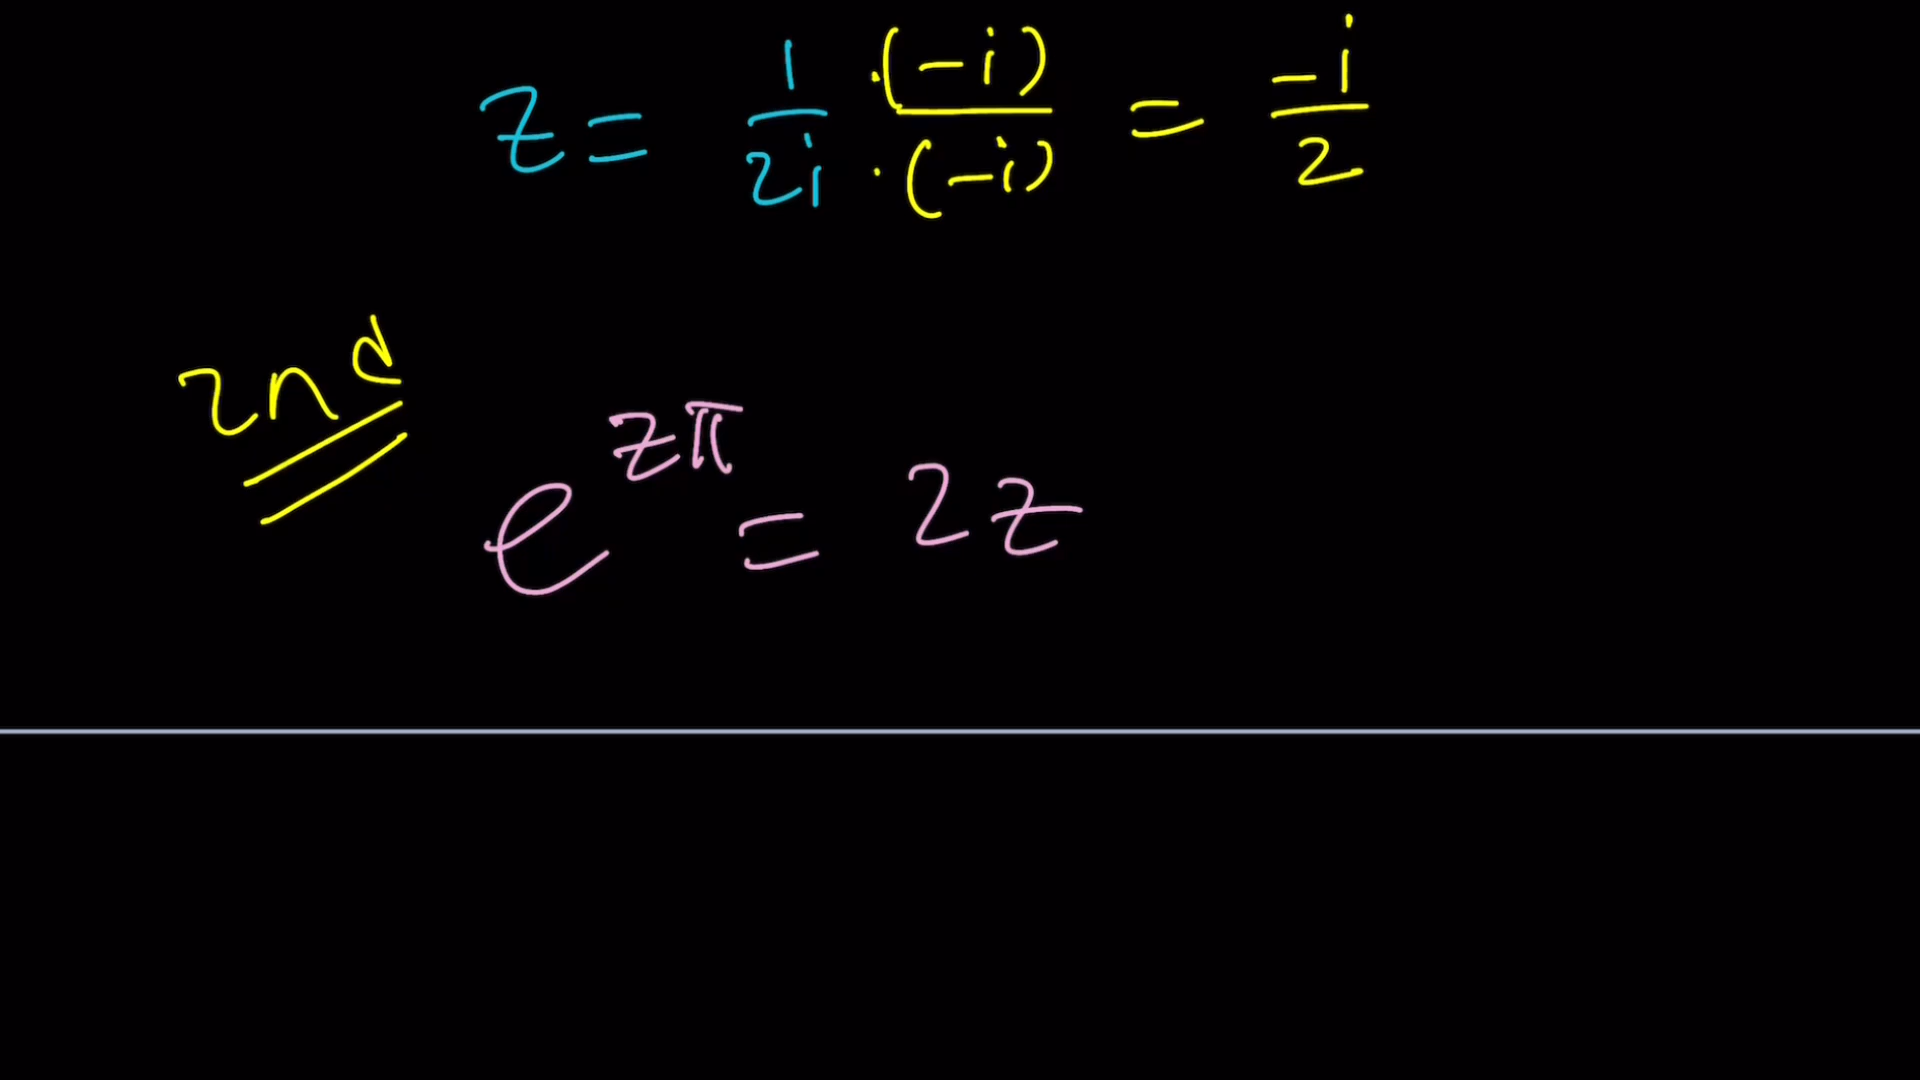 z = 1/2i · (-i)/(-i) = -i/2
2nd
e^{zπ} = 2z